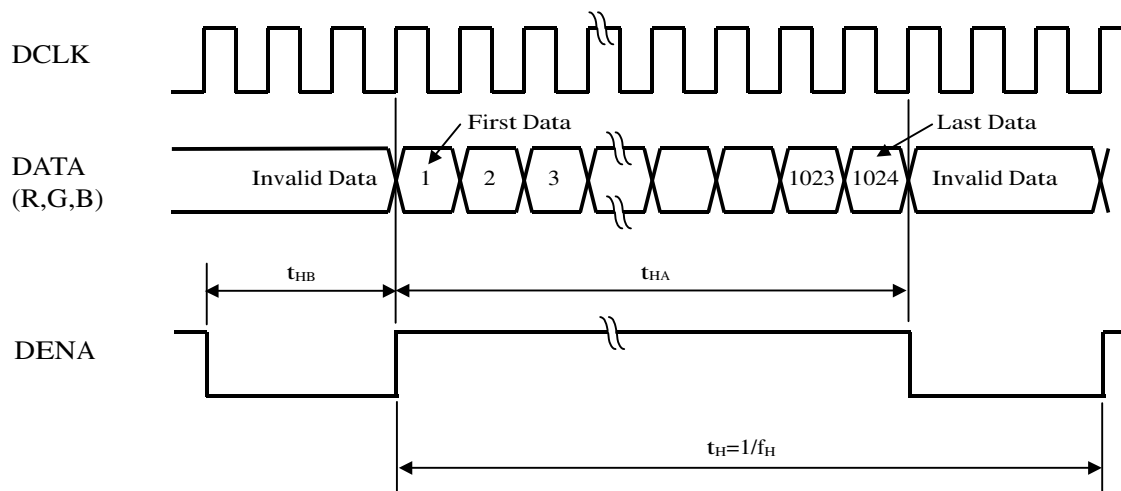 DCLK
First Data
Last Data
DATA
(R,G,B)
Invalid Data
1
2
3
1023
1024
Invalid Data
tHB
tHA
DENA
tH=1/fH